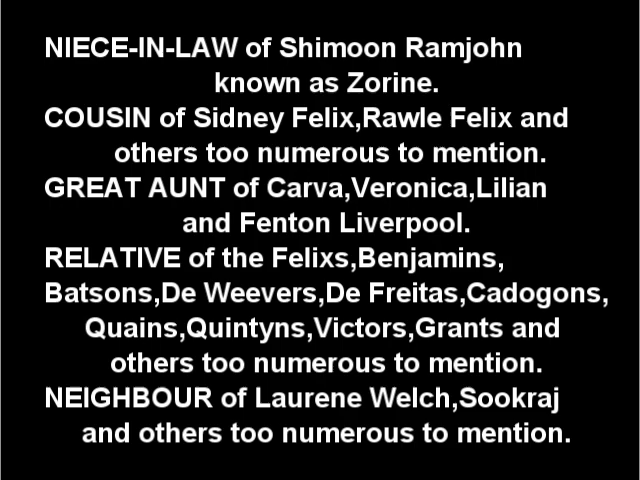 NIECE-IN-LAW of Shimoon Ramjohn
known as Zorine.
COUSIN of Sidney Felix,Rawle Felix and
others too numerous to mention.
GREAT AUNT of Carva,Veronica,Lilian
and Fenton Liverpool.
RELATIVE of the Felixs,Benjamins,
Batsons,De Weevers,De Freitas,Cadogons,
Quains,Quintyns,Victors,Grants and
others too numerous to mention.
NEIGHBOUR of Laurene Welch,Sookraj
and others too numerous to mention.